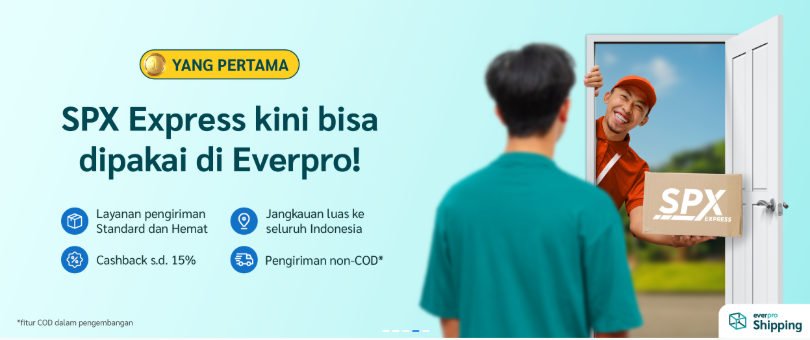 YANG PERTAMA
SPX Express kini bisa
dipakai di Everpro!
Layanan pengiriman
Standard dan Hemat
Jangkauan luas ke
seluruh Indonesia
Cashback s.d. 15%
Pengiriman non-COD*
*fitur COD dalam pengembangan
SPX
EXPRESS
everpro
Shipping